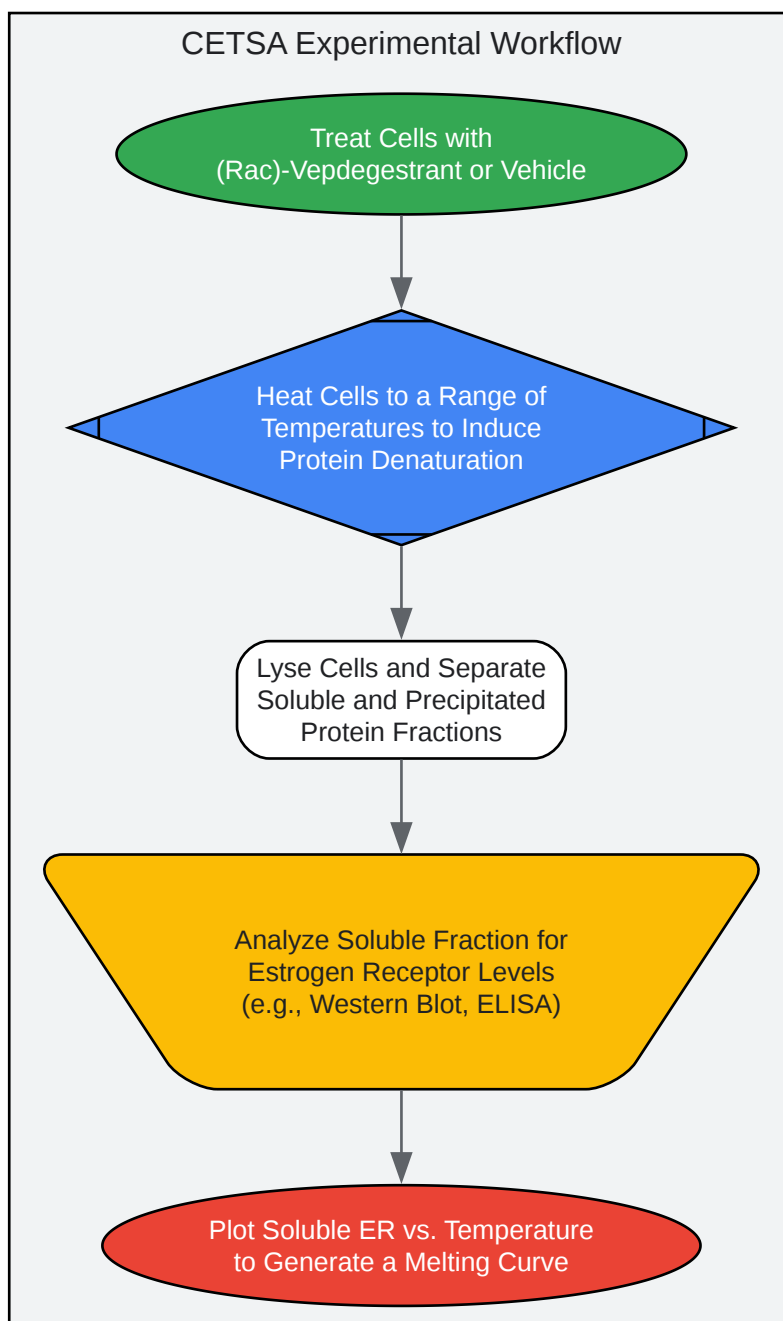 CETSA Experimental Workflow
Treat Cells with
(Rac)-Vepdegestrant or Vehicle
Heat Cells to a Range of
Temperatures to Induce
Protein Denaturation
Lyse Cells and Separate
Soluble and Precipitated
Protein Fractions
Analyze Soluble Fraction for
Estrogen Receptor Levels
(e.g., Western Blot, ELISA)
Plot Soluble ER vs. Temperature
to Generate a Melting Curve